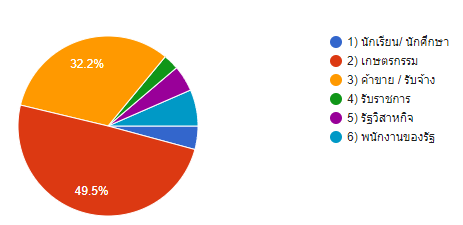 32.2%
49.5%
1) นักเรียน/ นักศึกษา
2) เกษตรกรรม
3) ค้าขาย / รับจ้าง
4) รับราชการ
5) รัฐวิสาหกิจ
6) พนักงานของรัฐ